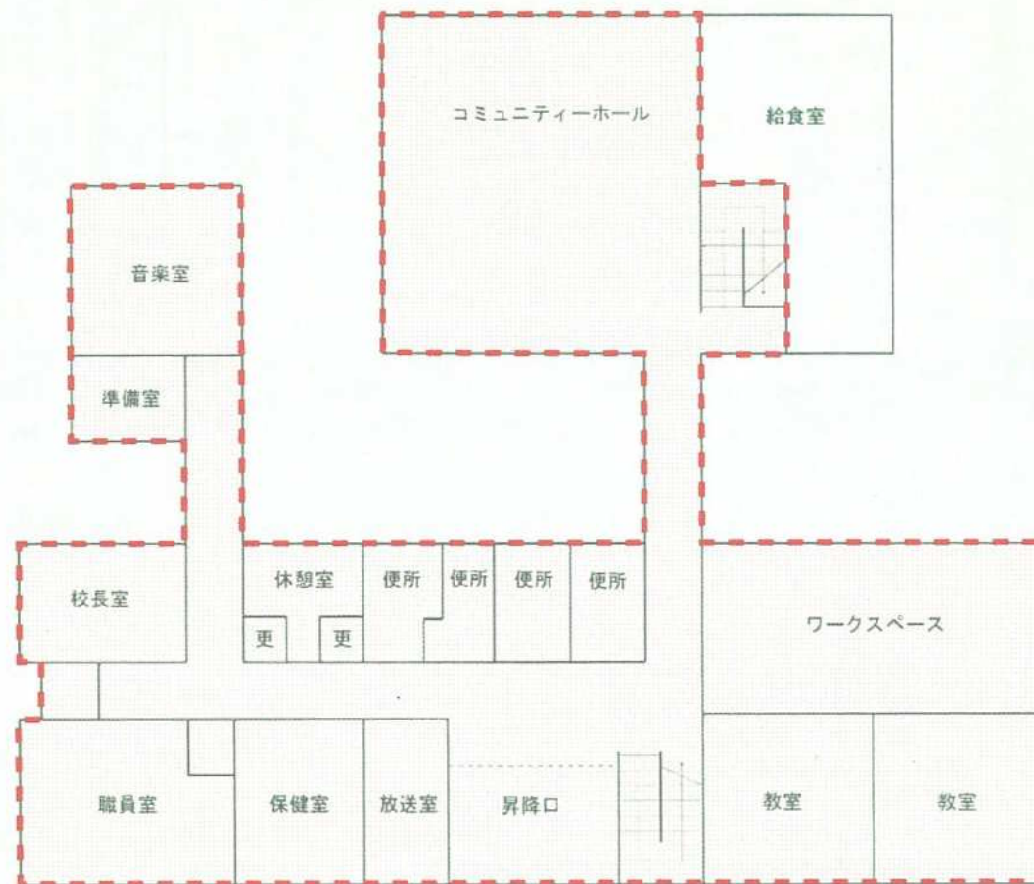 コミュニティーホール
給食室
音楽室
準備室
校長室
休憩室
便所
便所
便所
便所
更
更
ワークスペース
職員室
保健室
放送室
昇降口
教室
教室